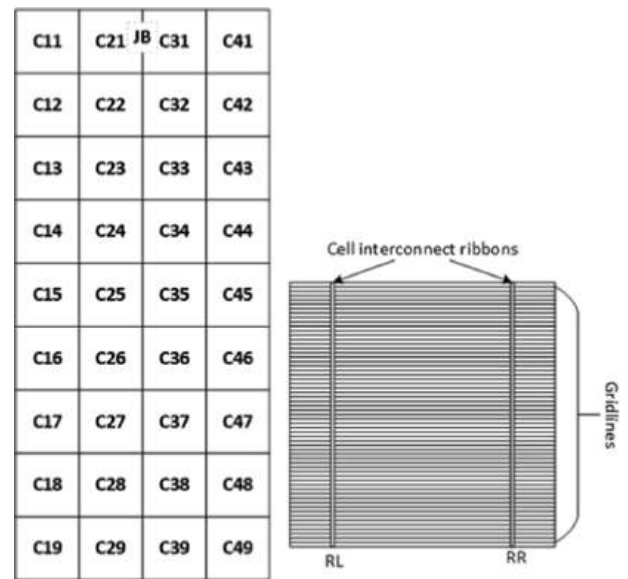 C11 C21 JB C31 C41
C12 C22 C32 C42
C13 C23 C33 C43
C14 C24 C34 C44
C15 C25 C35 C45
C16 C26 C36 C46
C17 C27 C37 C47
C18 C28 C38 C48
C19 C29 C39 C49
Cell interconnect ribbons
Gridlines
RL RR